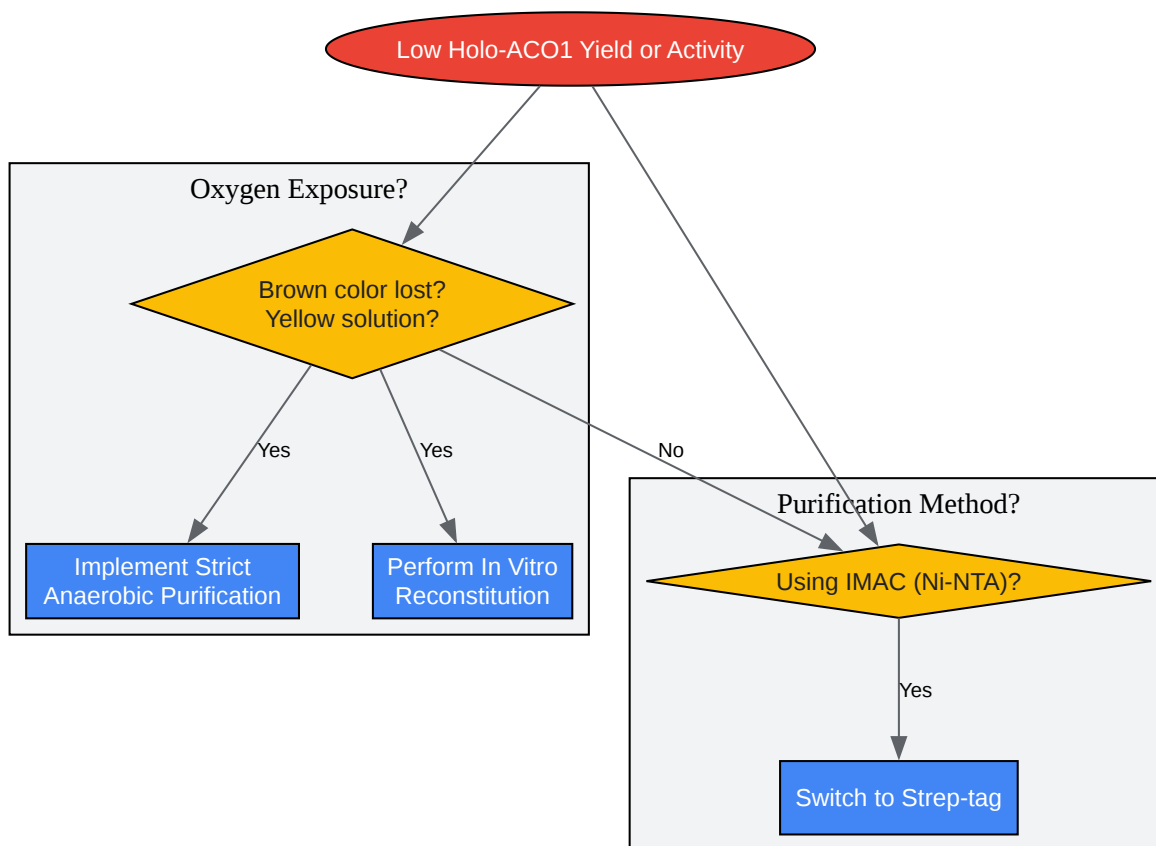 Low Holo-ACO1 Yield or Activity
Oxygen Exposure?
Brown color lost?
Yellow solution?
Yes
Yes
No
Implement Strict
Anaerobic Purification
Perform In Vitro
Reconstitution
Purification Method?
Using IMAC (Ni-NTA)?
Yes
Switch to Strep-tag